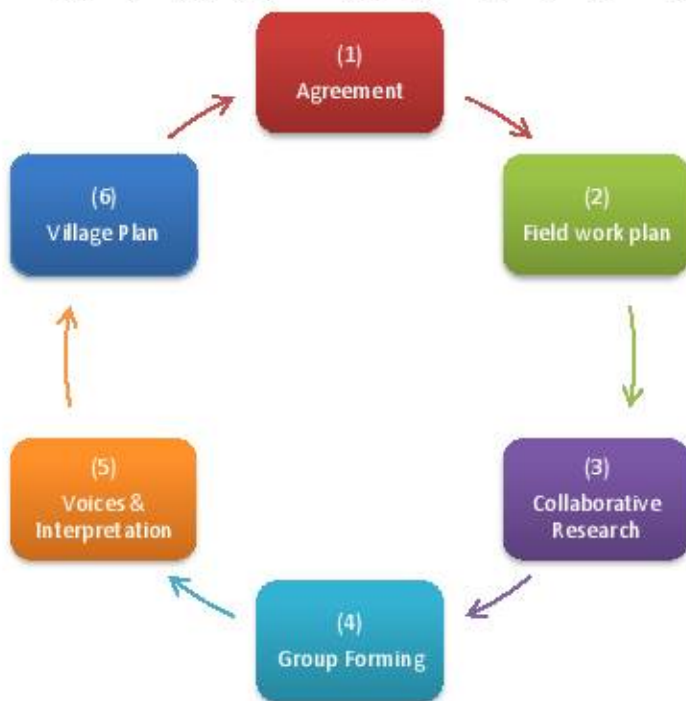 (1)
Agreement
(2)
Field work plan
(3)
Collaborative
Research
(4)
Group Forming
(5)
Voices &
Interpretation
(6)
Village Plan